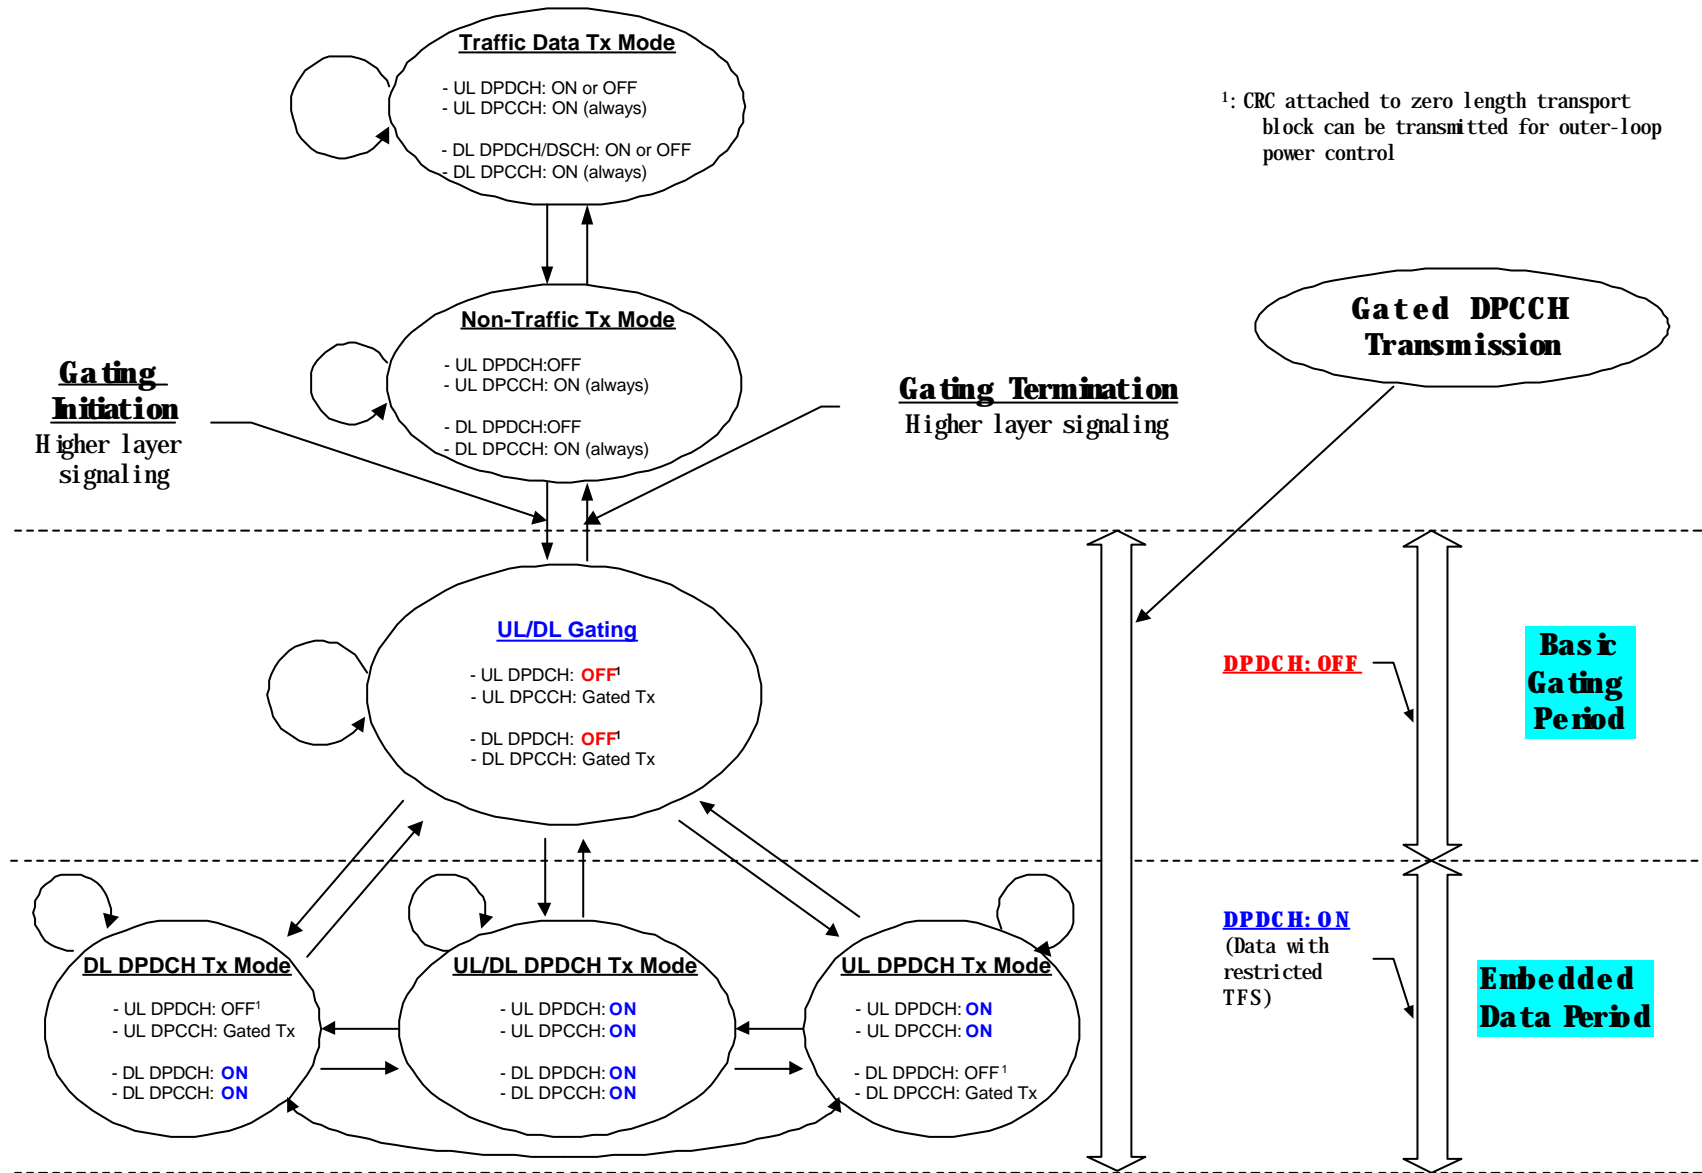 Traffic Data Tx Mode
- UL DPDCH: ON or OFF
- UL DPCCH: ON (always)
- DL DPDCH/DSCH: ON or OFF
- DL DPCCH: ON (always)
¹: CRC attached to zero length transport
block can be transmitted for outer-loop
power control
Non-Traffic Tx Mode
- UL DPDCH:OFF
- UL DPCCH: ON (always)
- DL DPDCH:OFF
- DL DPCCH: ON (always)
Gated DPCCH
Transmission
Gating
Initiation
Higher layer
signaling
Gating Termination
Higher layer signaling
UL/DL Gating
- UL DPDCH: OFF¹
- UL DPCCH: Gated Tx
- DL DPDCH: OFF¹
- DL DPCCH: Gated Tx
DPDCH: OFF
Basic
Gating
Period
DL DPDCH Tx Mode
- UL DPDCH: OFF¹
- UL DPCCH: Gated Tx
- DL DPDCH: ON
- DL DPCCH: ON
UL/DL DPDCH Tx Mode
- UL DPDCH: ON
- UL DPCCH: ON
- DL DPDCH: ON
- DL DPCCH: ON
UL DPDCH Tx Mode
- UL DPDCH: ON
- UL DPCCH: ON
- DL DPDCH: OFF¹
- DL DPCCH: Gated Tx
DPDCH: ON
(Data with
restricted
TFS)
Embedded
Data Period